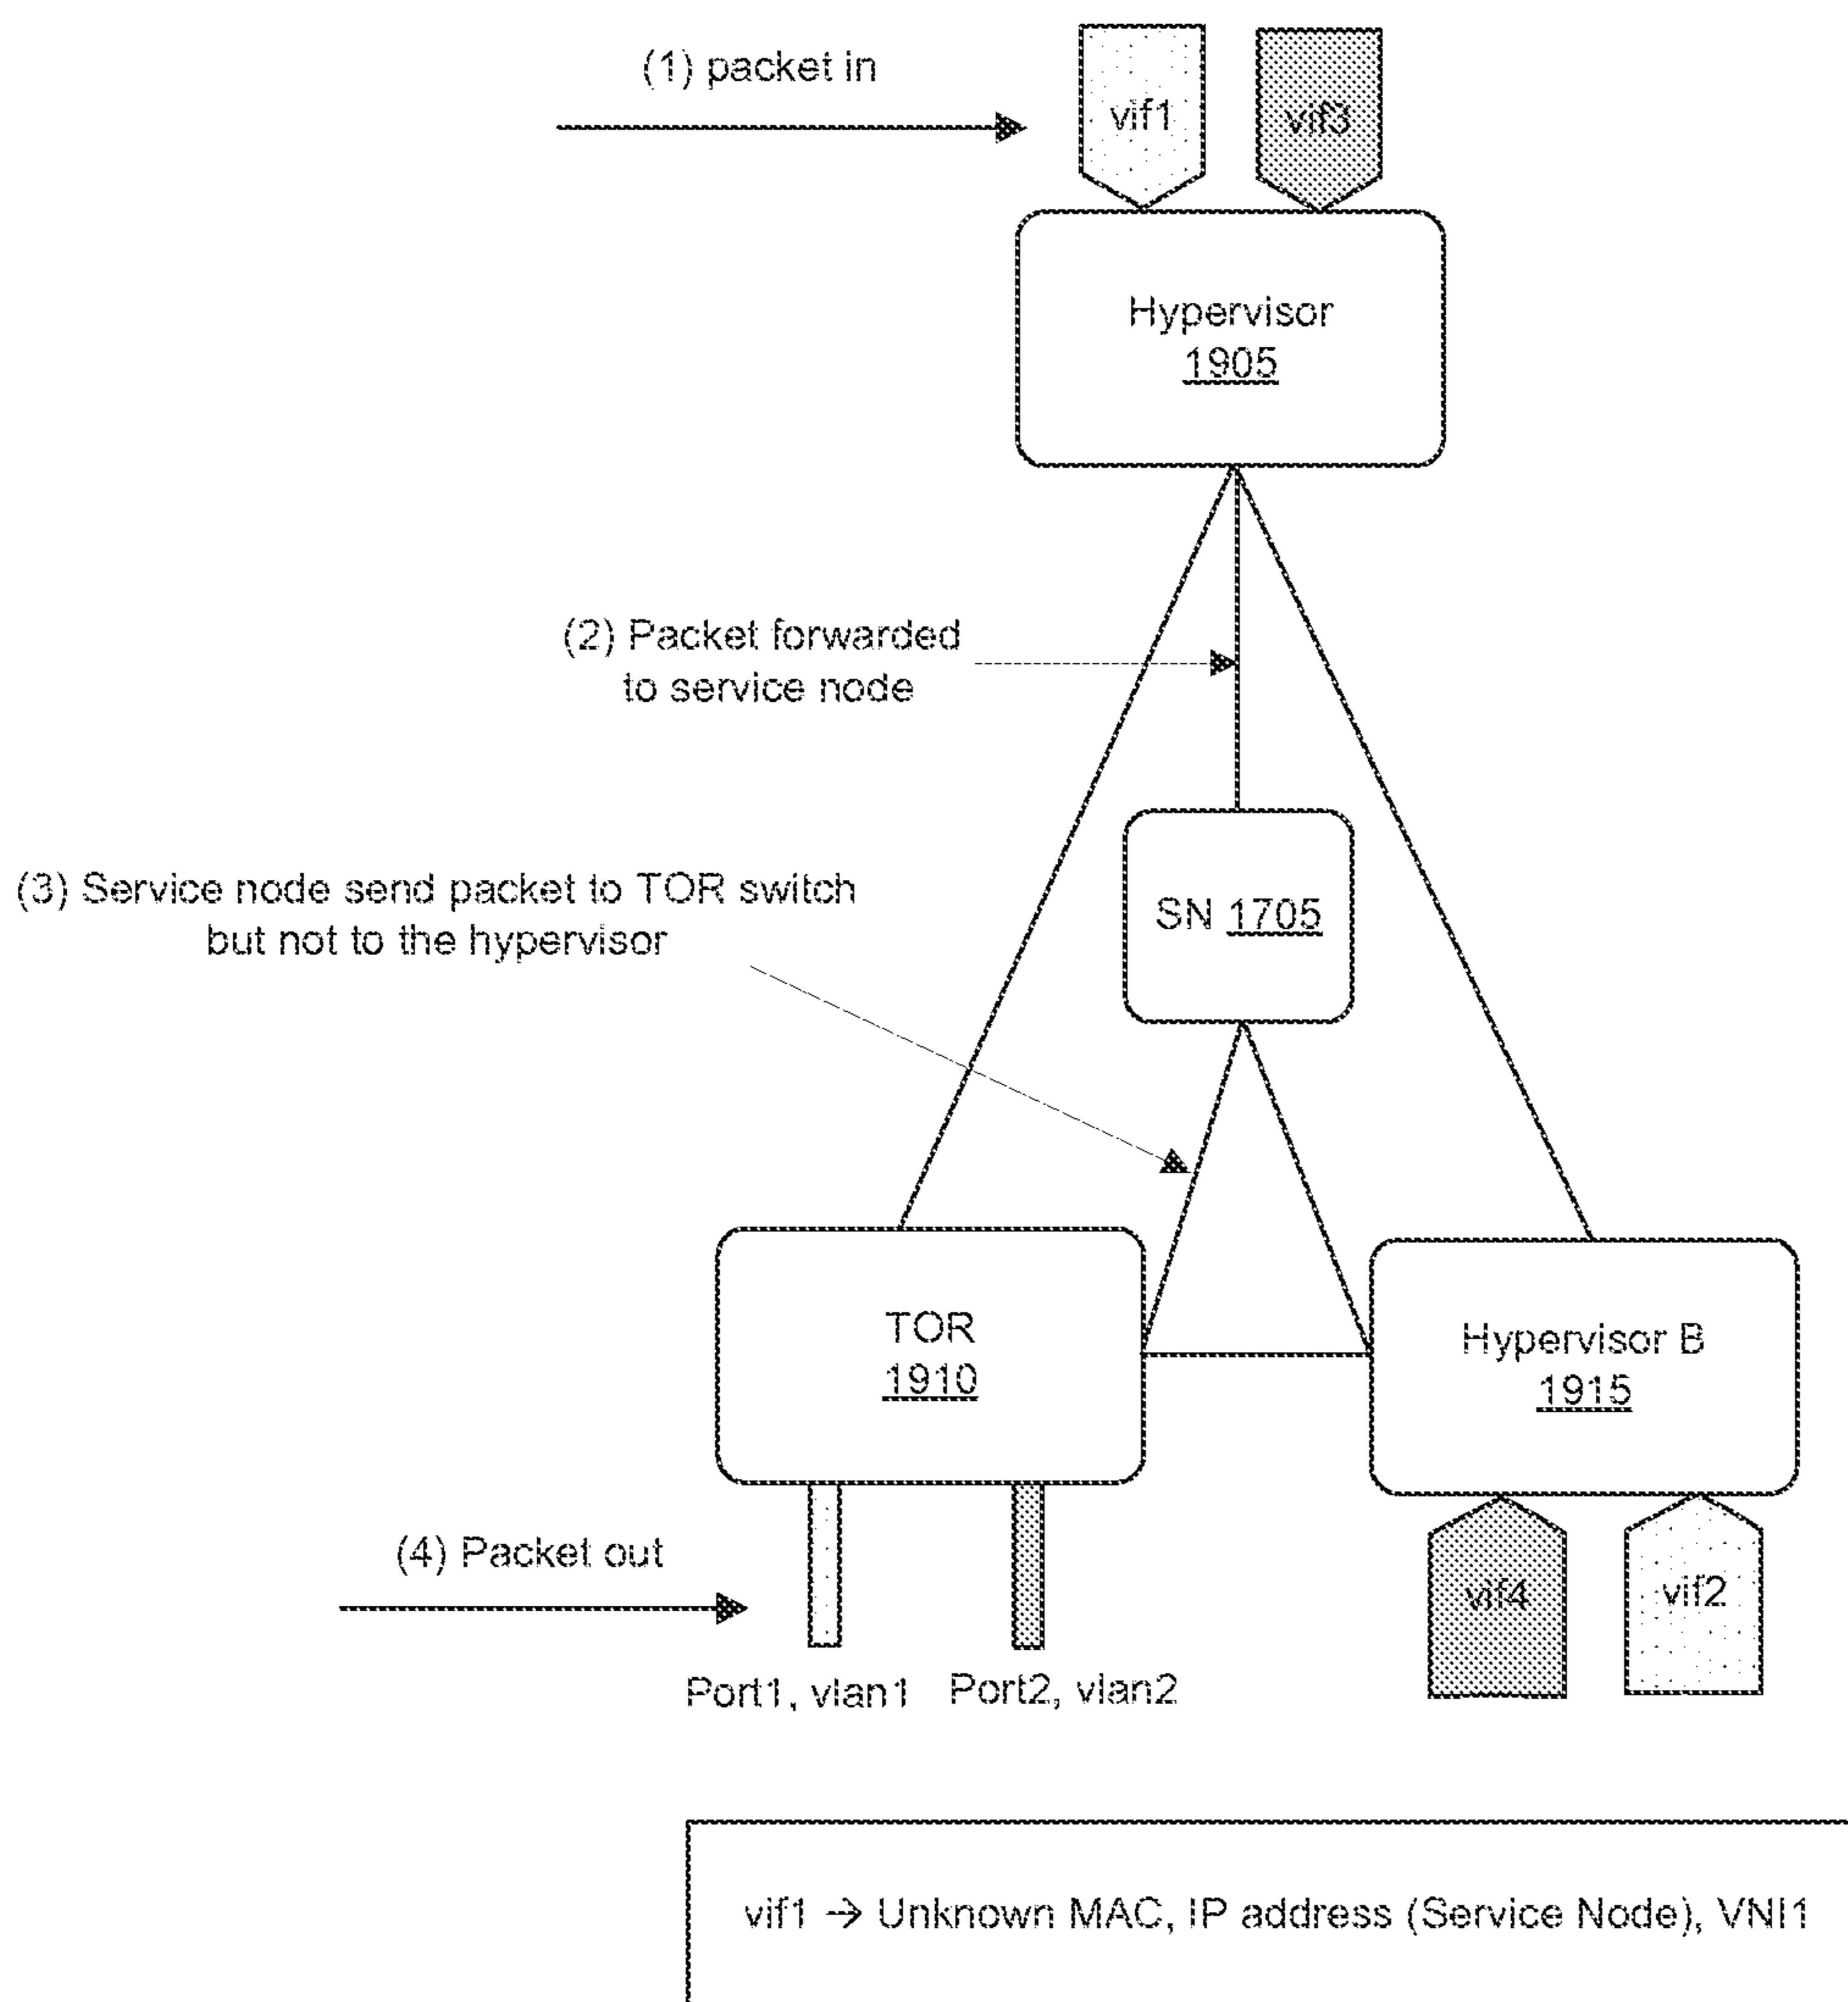 (1) packet in
vif1
vif3
Hypervisor
1905
(2) Packet forwarded
to service node
SN 1705
(3) Service node send packet to TOR switch
but not to the hypervisor
TOR
1910
Hypervisor B
1915
(4) Packet out
vif4
vif2
Port1, vlan1
Port2, vlan2
vif1 → Unknown MAC, IP address (Service Node), VNI1